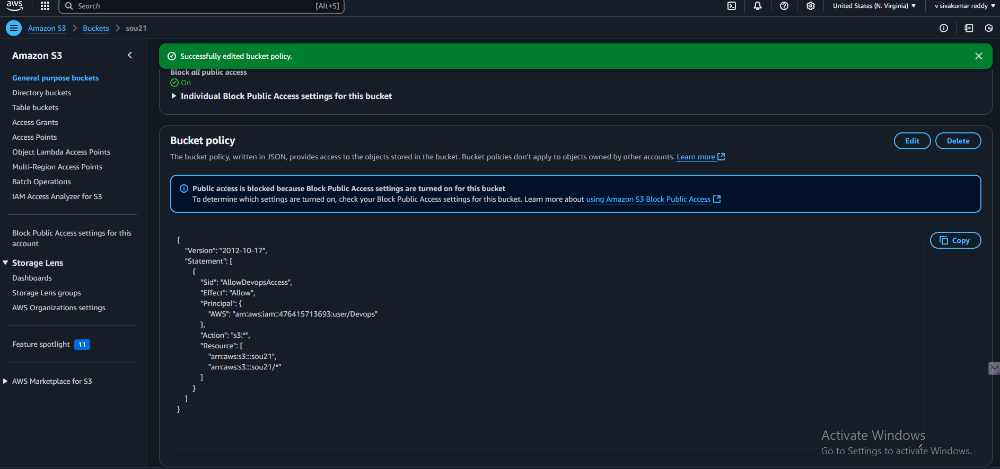 aws
Search
[Alt+S]
United States (N. Virginia)
v sivakumar reddy
Amazon S3
Buckets
sou21
Amazon S3
General purpose buckets
Directory buckets
Table buckets
Access Grants
Access Points
Object Lambda Access Points
Multi-Region Access Points
Batch Operations
IAM Access Analyzer for S3
Block Public Access settings for this
account
Storage Lens
Dashboards
Storage Lens groups
AWS Organizations settings
Feature spotlight 11
AWS Marketplace for S3
Successfully edited bucket policy.
Block all public access
On
Individual Block Public Access settings for this bucket
Bucket policy
Edit
Delete
The bucket policy, written in JSON, provides access to the objects stored in the bucket. Bucket policies don't apply to objects owned by other accounts. Learn more
Public access is blocked because Block Public Access settings are turned on for this bucket
To determine which settings are turned on, check your Block Public Access settings for this bucket. Learn more about using Amazon S3 Block Public Access
Copy
{
"Version": "2012-10-17",
"Statement": [
{
"Sid": "AllowDevopsAccess",
"Effect": "Allow",
"Principal": {
"AWS": "arn:aws:iam::476415713693:user/Devops"
},
"Action": "s3:*",
"Resource": [
"arn:aws:s3:::sou21",
"arn:aws:s3:::sou21/*"
]
}
]
}
Activate Windows
Go to Settings to activate Windows.